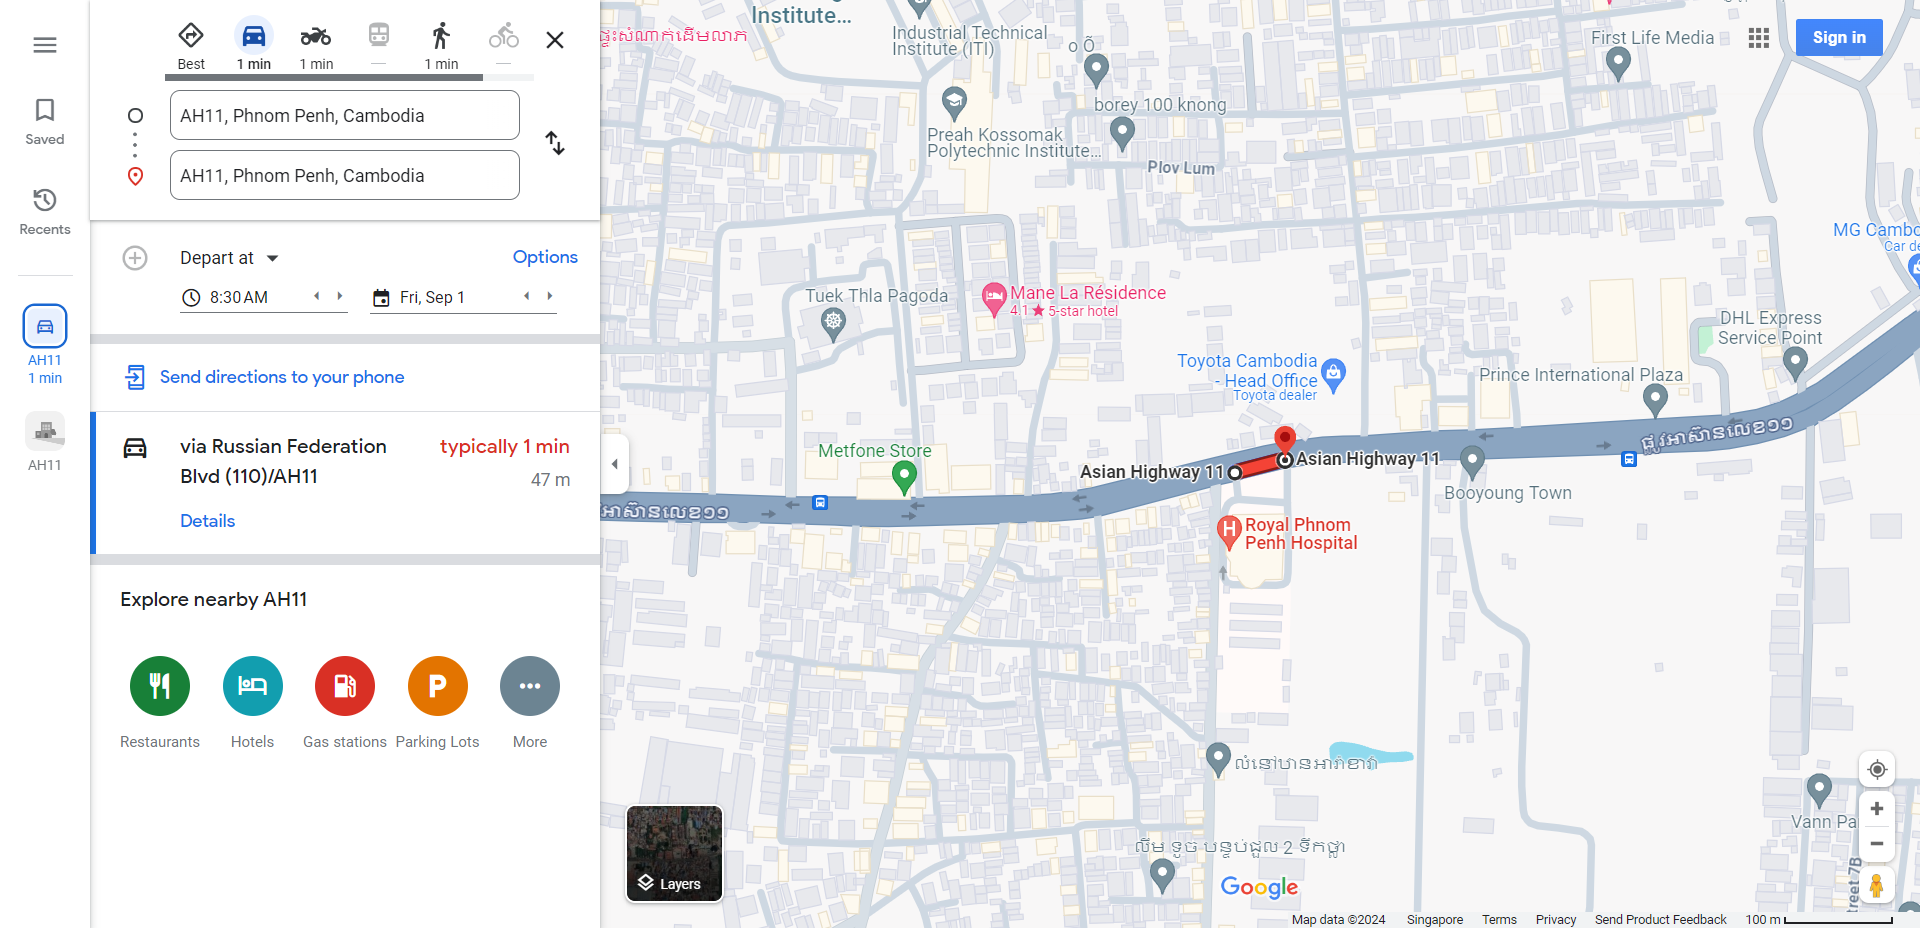 Saved
Recents
AH11
1 min
AH11
Best
1 min
1 min
—
1 min
—
AH11, Phnom Penh, Cambodia
AH11, Phnom Penh, Cambodia
Depart at
Options
8:30 AM
Fri, Sep 1
Send directions to your phone
via Russian Federation
Blvd (110)/AH11
typically 1 min
47 m
Details
Explore nearby AH11
Restaurants
Hotels
Gas stations
Parking Lots
More
Institute...
ផ្ទះសំណាក់ដើមលាភ
Industrial Technical
Institute (ITI)
o Õ
First Life Media
Sign in
borey 100 knong
Preah Kossomak
Polytechnic Institute...
Plov Lum
MG Cambo
Car de
Tuek Thla Pagoda
Mane La Résidence
4.1 ★ 5-star hotel
DHL Express
Service Point
Toyota Cambodia
- Head Office
Toyota dealer
Prince International Plaza
Metfone Store
Asian Highway 11
Asian Highway 11
ផ្លូវអាស៊ានលេខ១១
Booyoung Town
អាស៊ានលេខ១១
Royal Phnom
Penh Hospital
H
P
លំនៅឋានអារាខាវ៉ា
Vann Pa
លីម ទូច បន្ទប់ជួល 2 ទឹកថ្លា
treet 7B
Layers
Google
Map data ©2024
Singapore
Terms
Privacy
Send Product Feedback
100 m